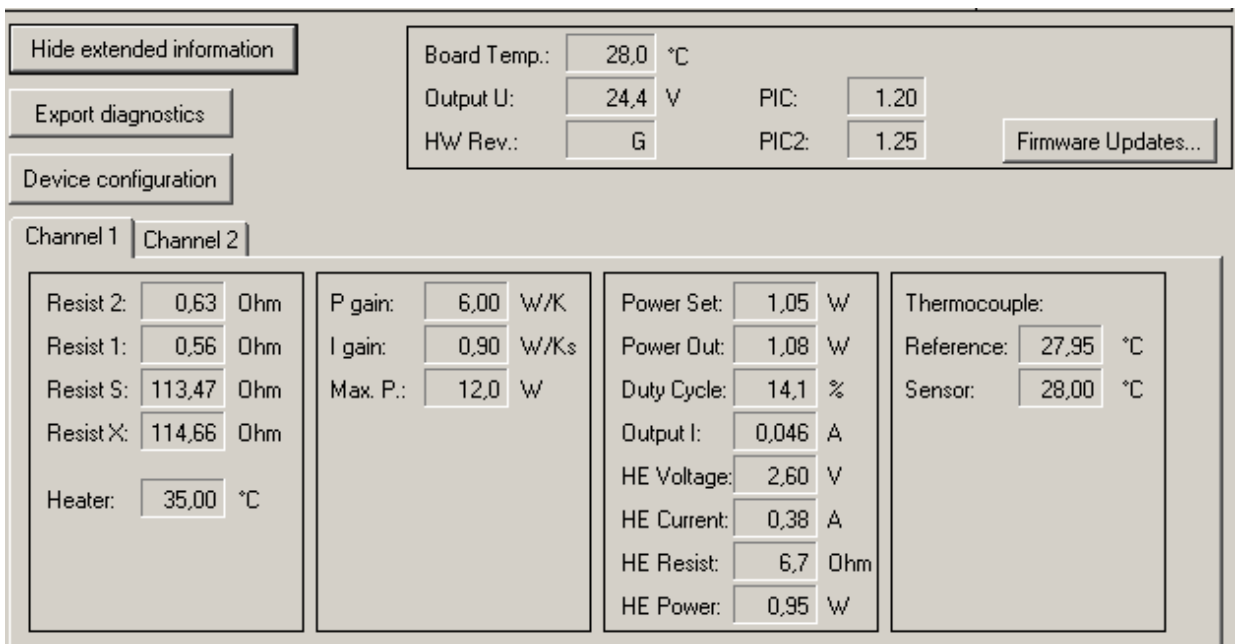 Hide extended information
Export diagnostics
Device configuration
Board Temp.: 28,0 °C
Output U: 24,4 V PIC: 1.20
HW Rev.: G PIC2: 1.25 Firmware Updates...
Channel 1 Channel 2
Resist 2: 0,63 Ohm
Resist 1: 0,56 Ohm
Resist S: 113,47 Ohm
Resist X: 114,66 Ohm
Heater: 35,00 °C
P gain: 6,00 W/K
I gain: 0,90 W/Ks
Max. P.: 12,0 W
Power Set: 1,05 W
Power Out: 1,08 W
Duty Cycle: 14,1 %
Output I: 0,046 A
HE Voltage: 2,60 V
HE Current: 0,38 A
HE Resist: 6,7 Ohm
HE Power: 0,95 W
Thermocouple:
Reference: 27,95 °C
Sensor: 28,00 °C